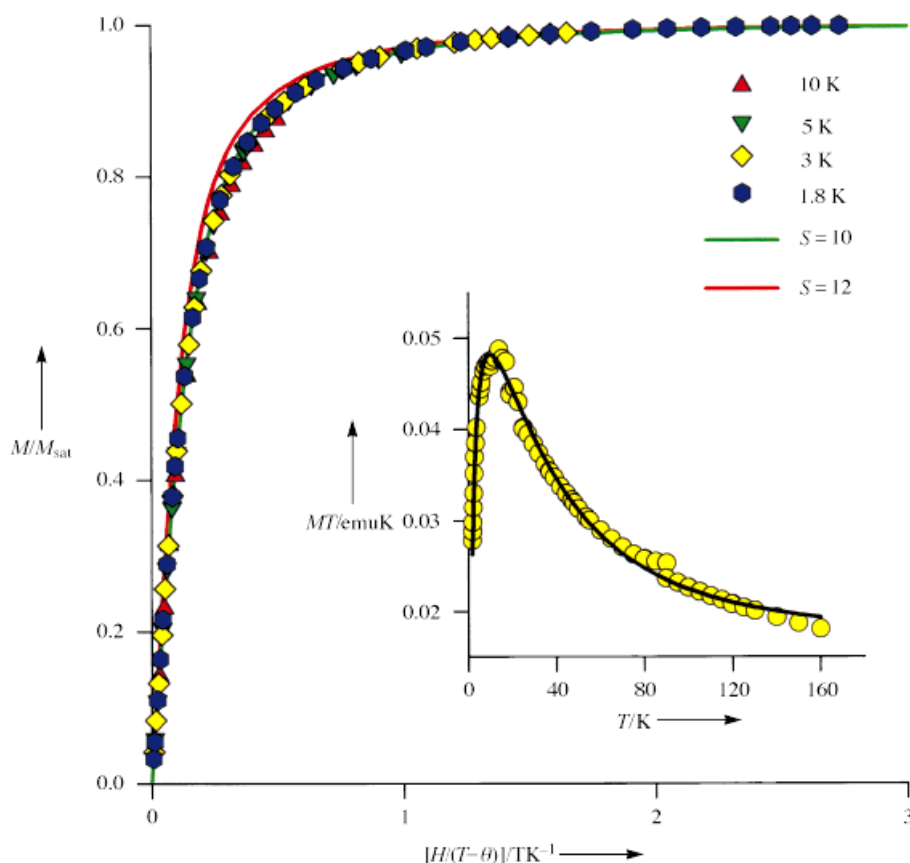 1.0
0.8
0.6
0.4
0.2
0.0
M/Msat
10 K
5 K
3 K
1.8 K
S = 10
S = 12
0.05
0.04
0.03
0.02
MT/emuK
0 40 80 120 160
T/K
0 1 2 3
[H/(T–θ)]/TK⁻¹